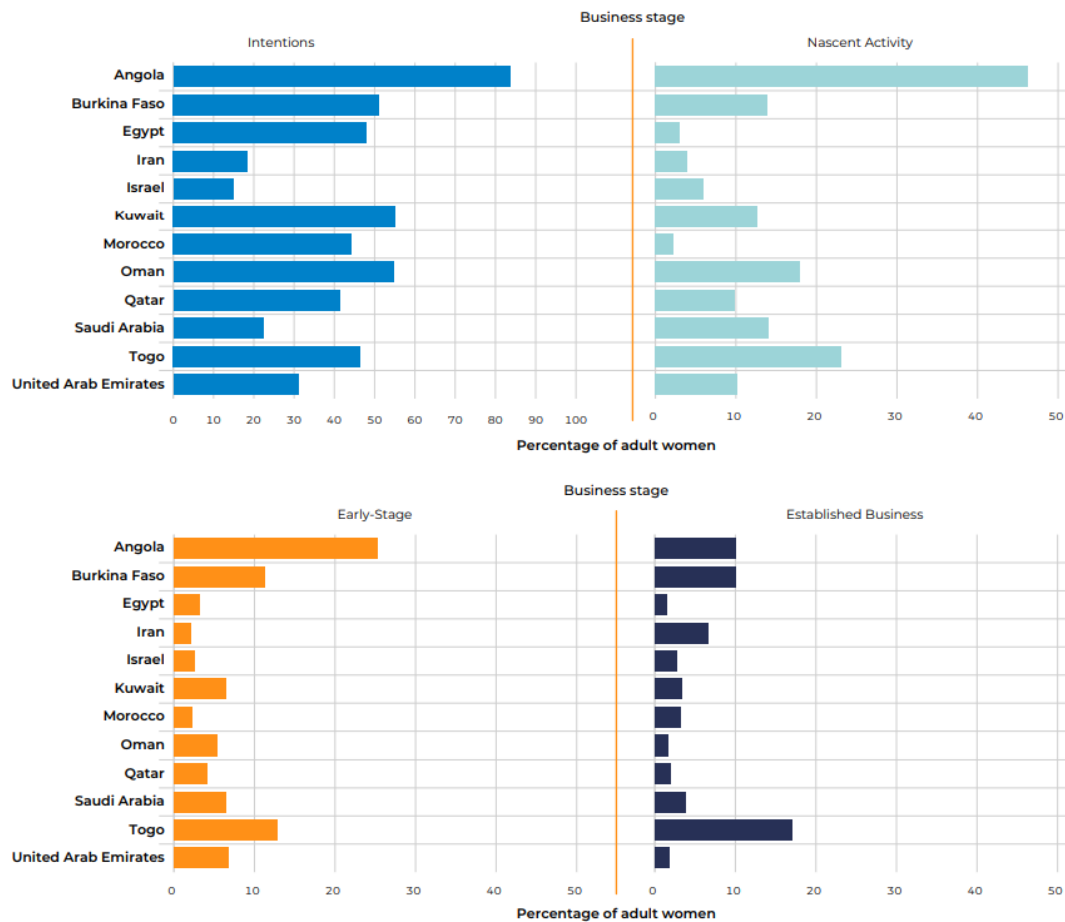 Business stage
Intentions
Nascent Activity
Angola
Burkina Faso
Egypt
Iran
Israel
Kuwait
Morocco
Oman
Qatar
Saudi Arabia
Togo
United Arab Emirates
0 10 20 30 40 50 60 70 80 90 100
0 10 20 30 40 50
Percentage of adult women
Business stage
Early-Stage
Established Business
Angola
Burkina Faso
Egypt
Iran
Israel
Kuwait
Morocco
Oman
Qatar
Saudi Arabia
Togo
United Arab Emirates
0 10 20 30 40 50
0 10 20 30 40 50
Percentage of adult women